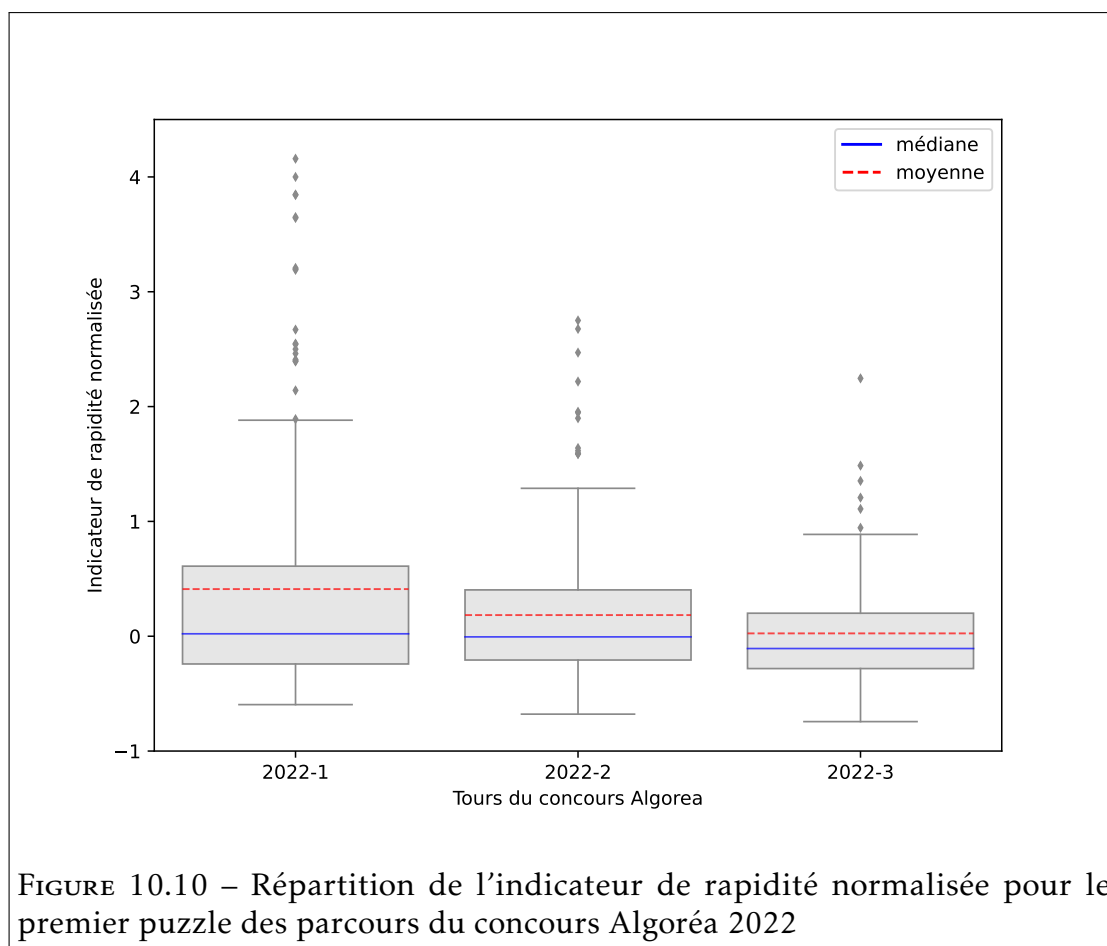 médiane
moyenne
4
3
2
1
0
−1
Indicateur de rapidité normalisée
2022-1 2022-2 2022-3
Tours du concours Algorea
FIGURE 10.10 – Répartition de l'indicateur de rapidité normalisée pour le
premier puzzle des parcours du concours Algoréa 2022